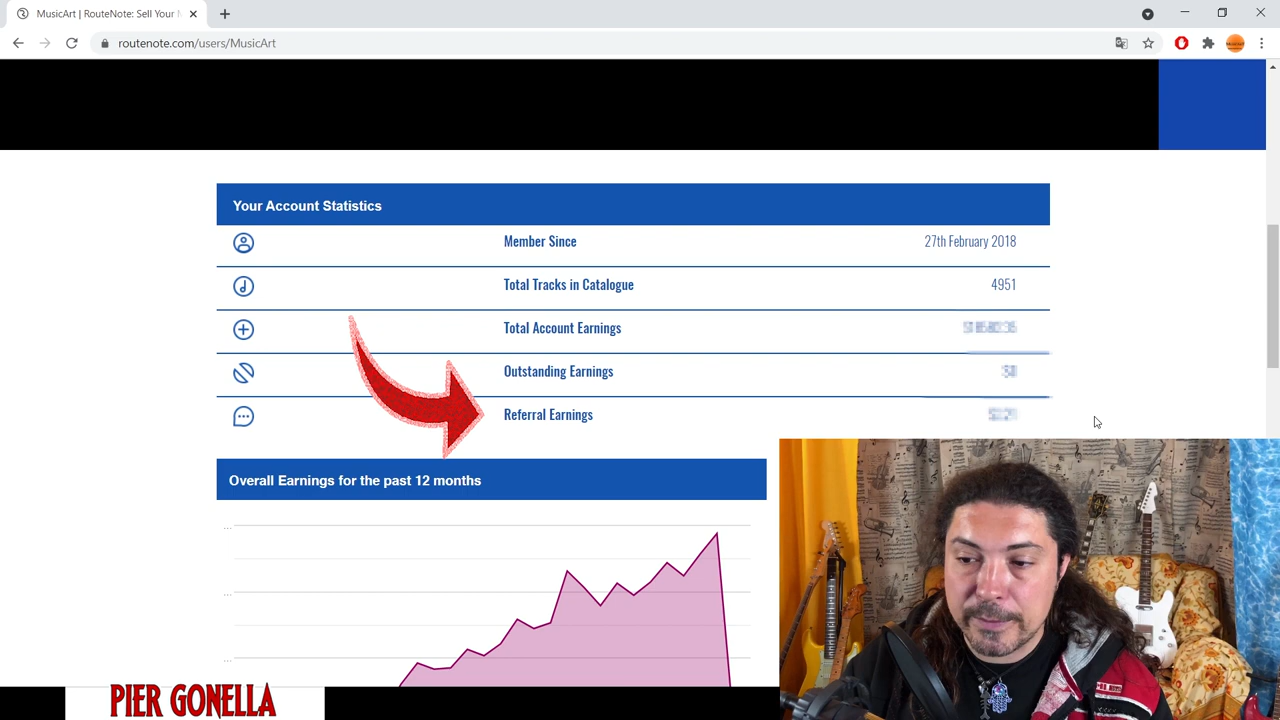 MusicArt | RouteNote: Sell Your M
routenote.com/users/MusicArt
Your Account Statistics
Member Since 27th February 2018
Total Tracks in Catalogue 4951
Total Account Earnings
Outstanding Earnings
Referral Earnings
Overall Earnings for the past 12 months
...
...
...
PIER GONELLA